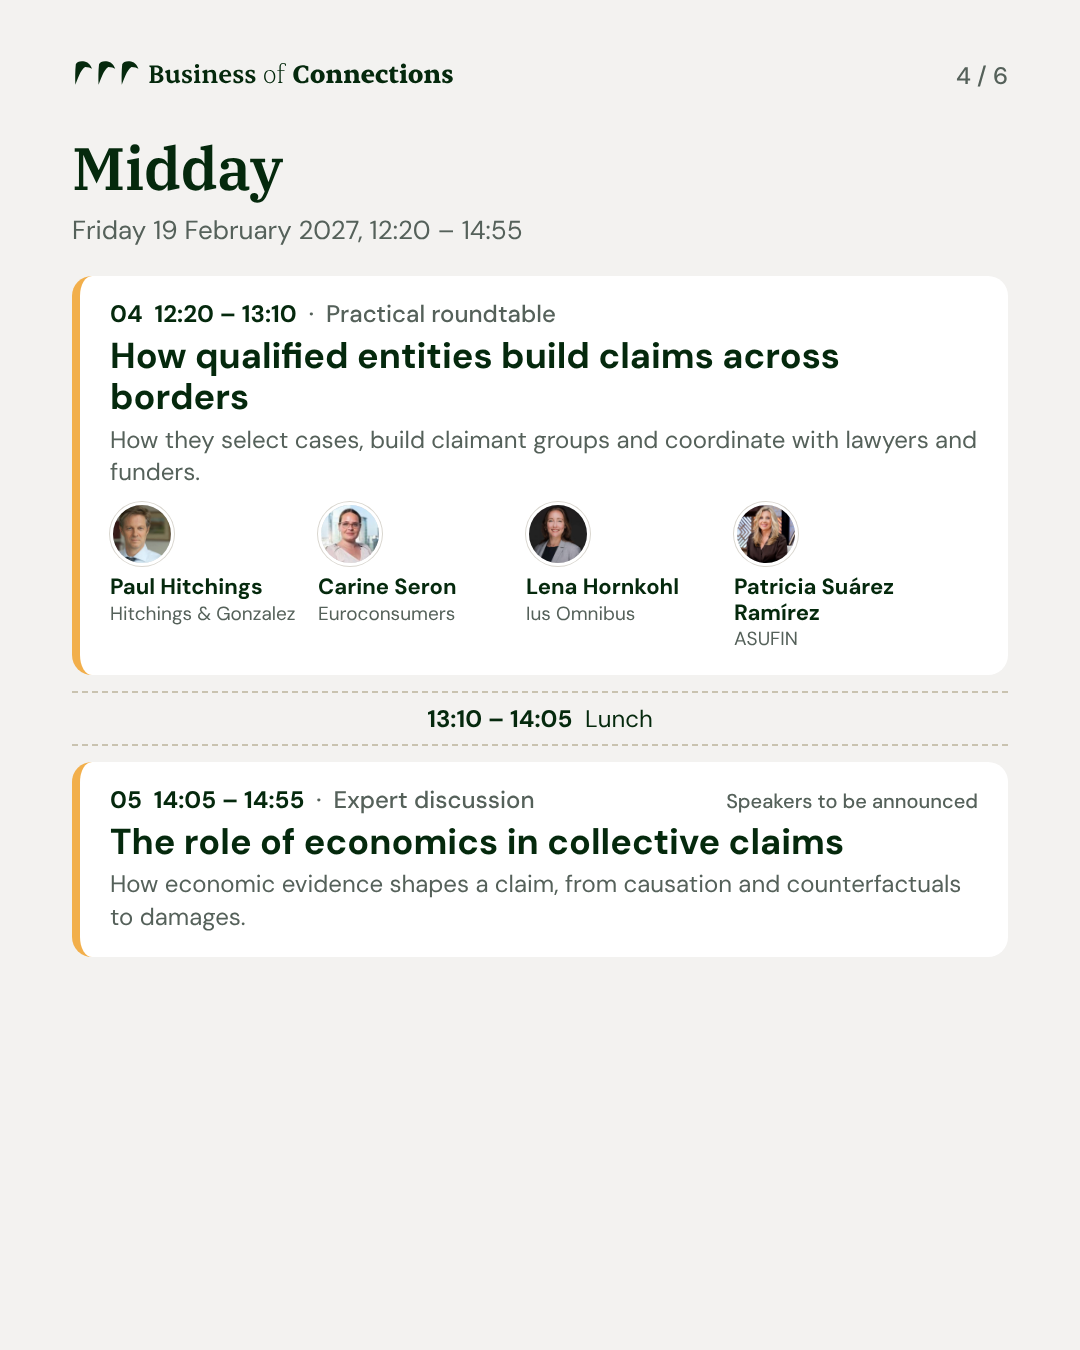 Business of Connections
4 / 6
Midday
Friday 19 February 2027, 12:20 – 14:55
04 12:20 – 13:10 · Practical roundtable
How qualified entities build claims across
borders
How they select cases, build claimant groups and coordinate with lawyers and
funders.
Paul Hitchings
Hitchings & Gonzalez
Carine Seron
Euroconsumers
Lena Hornkohl
Ius Omnibus
Patricia Suárez
Ramírez
ASUFIN
13:10 – 14:05 Lunch
05 14:05 – 14:55 · Expert discussion
Speakers to be announced
The role of economics in collective claims
How economic evidence shapes a claim, from causation and counterfactuals
to damages.